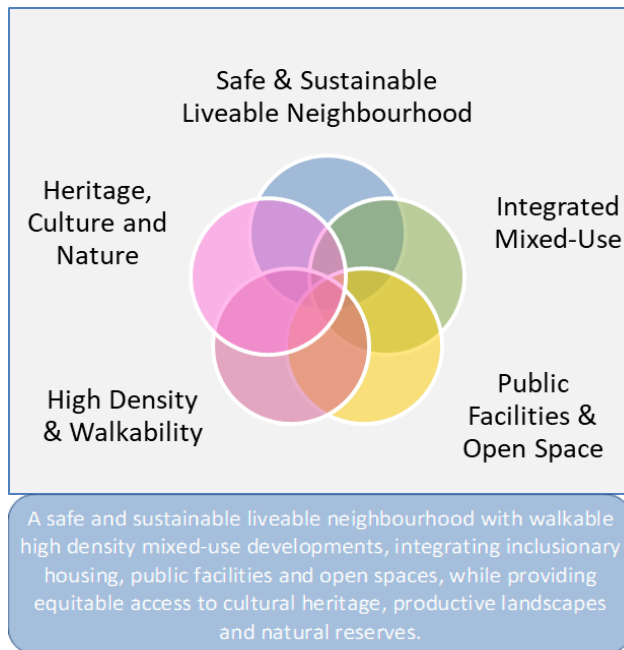 Safe & Sustainable
Liveable Neighbourhood
Heritage,
Culture and
Nature
Integrated
Mixed-Use
High Density
& Walkability
Public
Facilities &
Open Space
A safe and sustainable liveable neighbourhood with walkable
high density mixed-use developments, integrating inclusionary
housing, public facilities and open spaces, while providing
equitable access to cultural heritage, productive landscapes
and natural reserves.